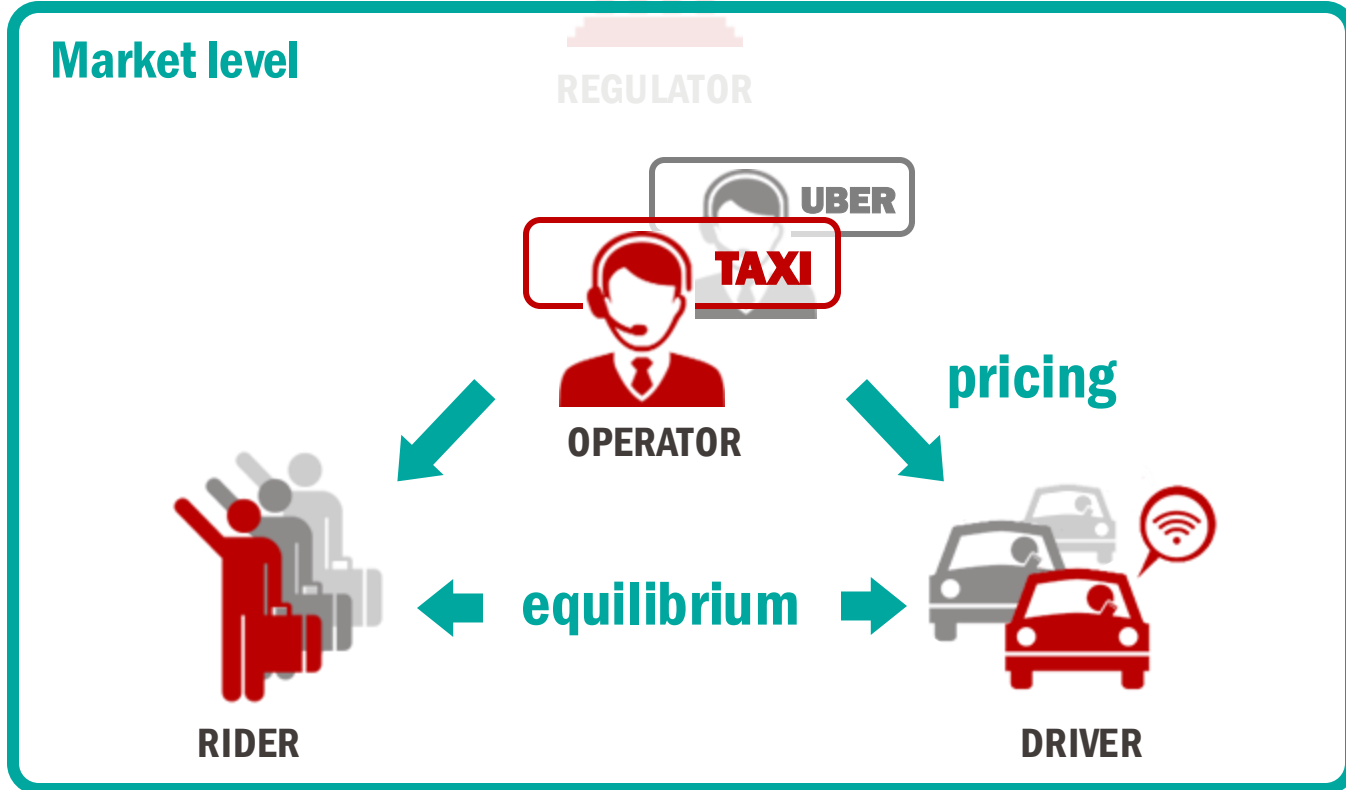 Market level
REGULATOR
UBER
TAXI
pricing
OPERATOR
equilibrium
RIDER
DRIVER